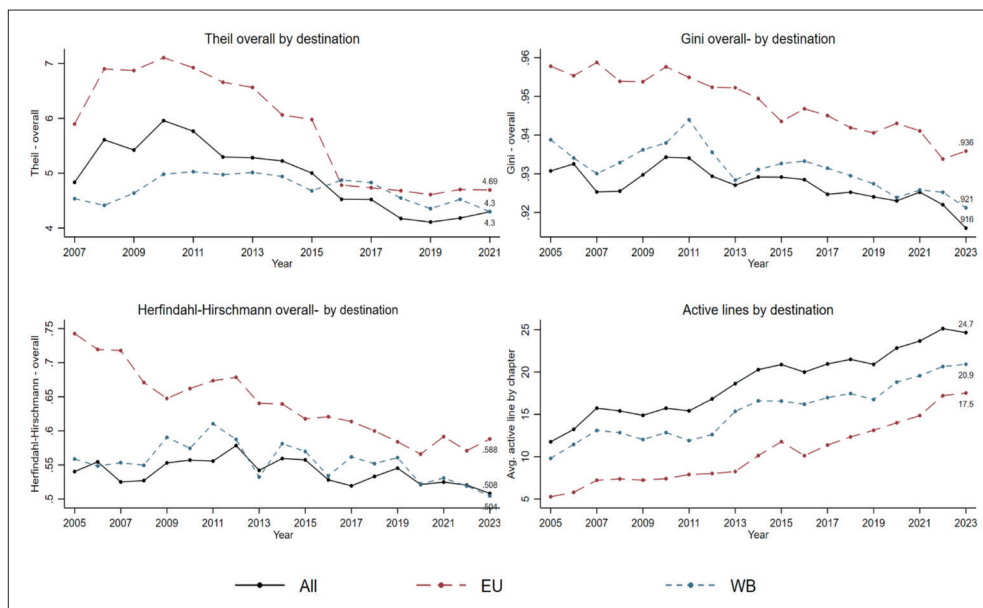 Theil overall by destination
Theil - overall
7
6
5
4
4.69
4.3
4.3
2007 2009 2011 2013 2015 2017 2019 2021
Year
Gini overall- by destination
Gini - overall
.96
.95
.94
.93
.92
.936
.921
.916
2005 2007 2009 2011 2013 2015 2017 2019 2021 2023
Year
Herfindahl-Hirschmann overall- by destination
Herfindahl-Hirschmann - overall
.75
.7
.65
.6
.55
.5
.588
.508
.504
2005 2007 2009 2011 2013 2015 2017 2019 2021 2023
Year
Active lines by destination
Avg. active line by chapter
25
20
15
10
5
24.7
20.9
17.5
2005 2007 2009 2011 2013 2015 2017 2019 2021 2023
Year
All EU WB